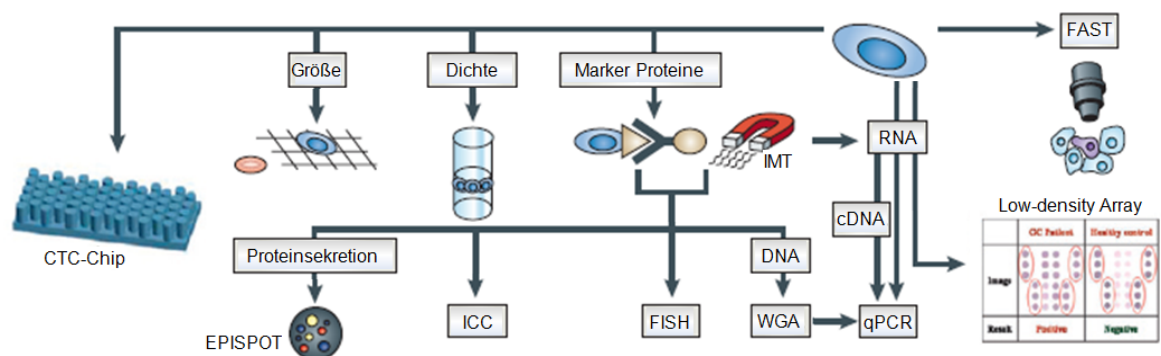 FAST
Größe
Dichte
Marker Proteine
RNA
IMT
Low-density Array
cDNA
OC Patient
Healthy control
CTC-Chip
Proteinsekretion
DNA
Image
EPISPOT
ICC
FISH
WGA
qPCR
Result
Positive
Negative